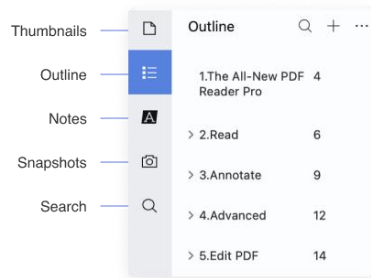 Thumbnails
Outline
Notes
Snapshots
Search
A
Outline
1.The All-New PDF 4
Reader Pro
2.Read 6
3.Annotate 9
4.Advanced 12
5.Edit PDF 14